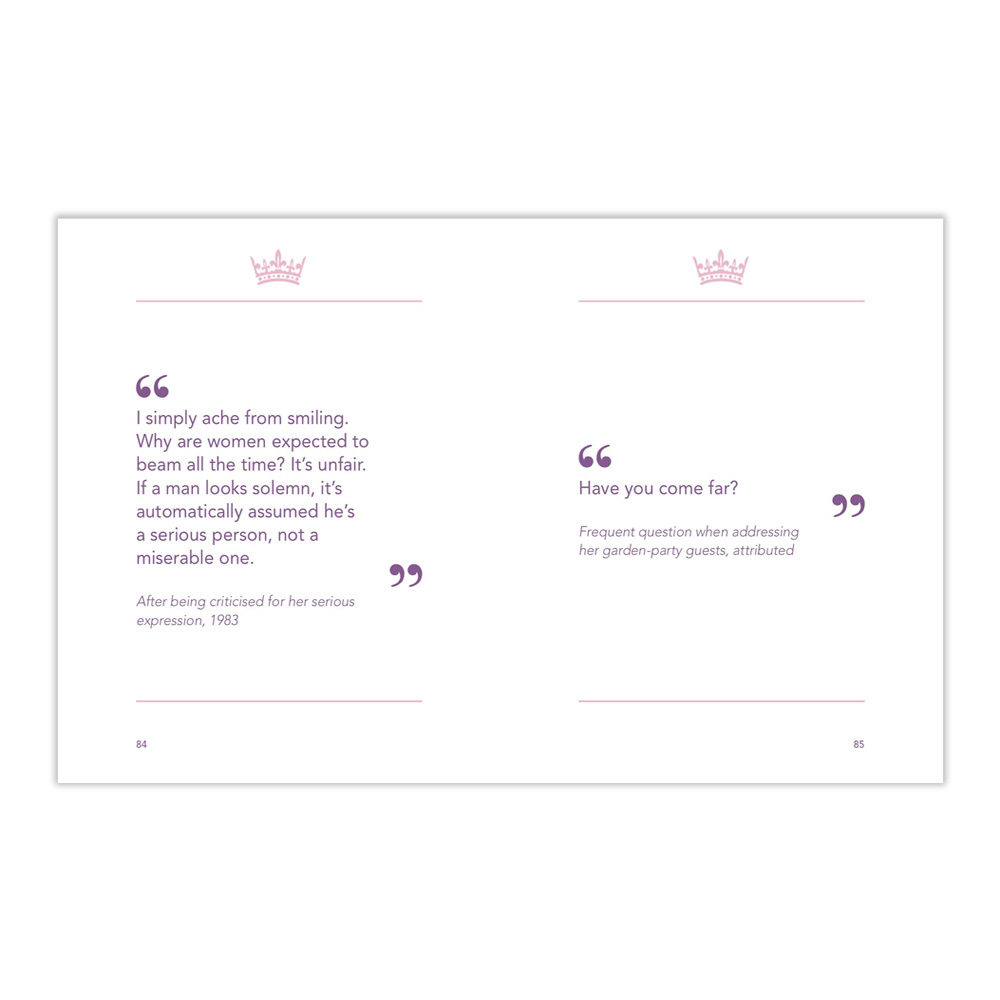 “
I simply ache from smiling.
Why are women expected to
beam all the time? It’s unfair.
If a man looks solemn, it’s
automatically assumed he’s
a serious person, not a
miserable one.
”
After being criticised for her serious
expression, 1983
84
“
Have you come far?
”
Frequent question when addressing
her garden-party guests, attributed
85